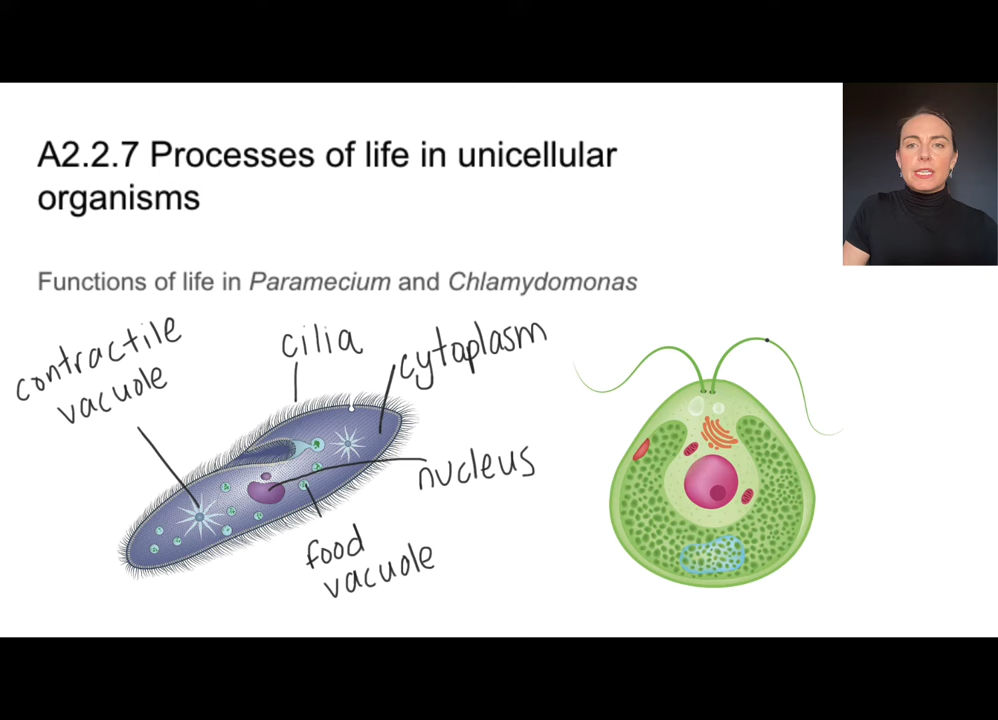 A2.2.7 Processes of life in unicellular
organisms
Functions of life in Paramecium and Chlamydomonas
contractile
vacuole
cilia
cytoplasm
nucleus
food
vacuole